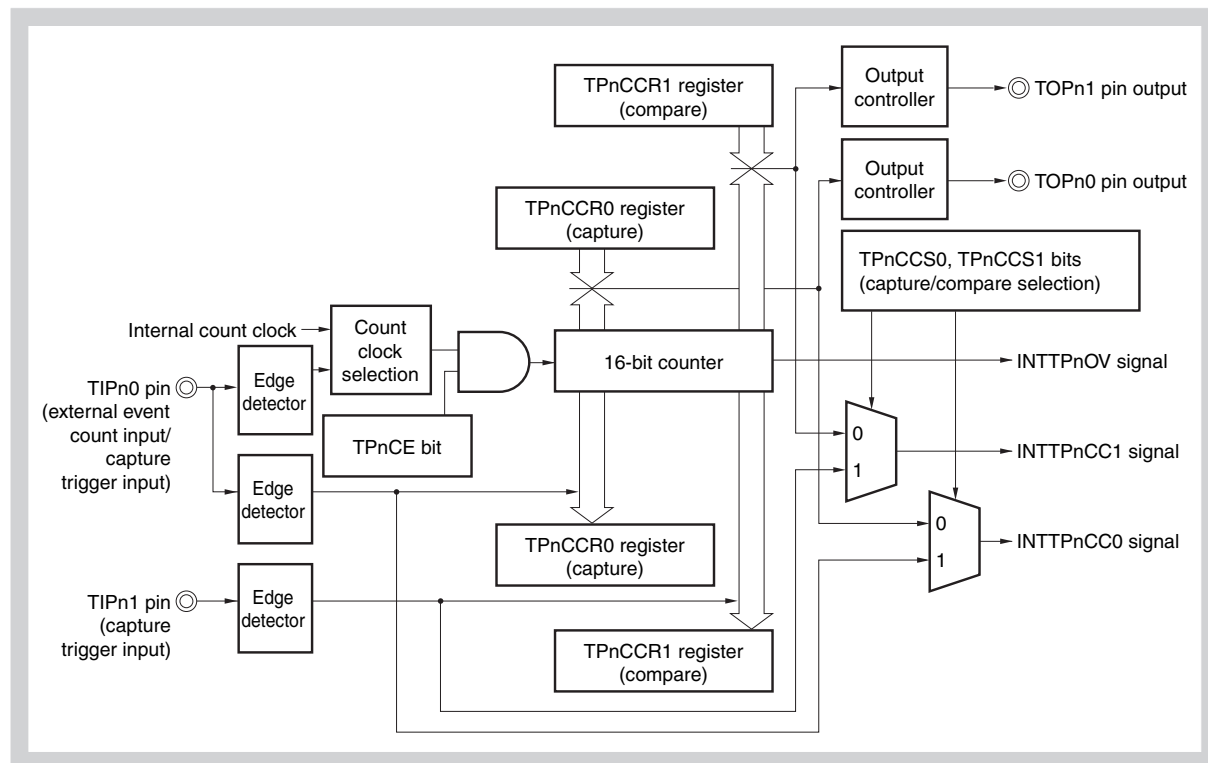 TPnCCR1 register
(compare)
Output
controller
TOPn1 pin output
Output
controller
TOPn0 pin output
TPnCCR0 register
(capture)
TPnCCS0, TPnCCS1 bits
(capture/compare selection)
Internal count clock
Count
clock
selection
16-bit counter
INTTPnOV signal
TIPn0 pin
(external event
count input/
capture
trigger input)
Edge
detector
TPnCE bit
0
1
INTTPnCC1 signal
Edge
detector
TPnCCR0 register
(capture)
0
1
INTTPnCC0 signal
TIPn1 pin
(capture
trigger input)
Edge
detector
TPnCCR1 register
(compare)